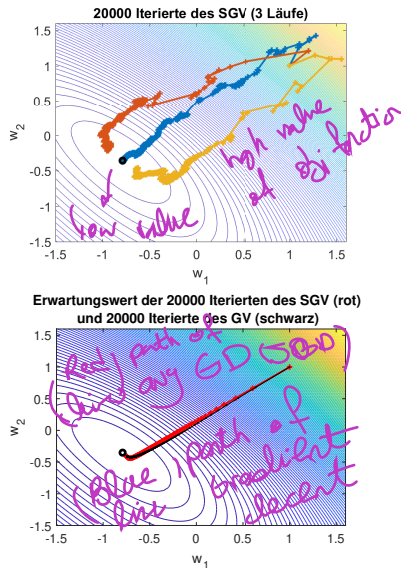 20000 Iterierte des SGV (3 Läufe)
1.5
1
0.5
0
-0.5
-1
-1.5
w2
high value
of obj function
low value
-1.5 -1 -0.5 0 0.5 1 1.5
w1
Erwartungswert der 20000 Iterierten des SGV (rot)
und 20000 Iterierte des GV (schwarz)
1.5
1
0.5
0
-0.5
-1
-1.5
w2
(Red) path of
(line) avg GD (SGD)
(Blue) path of
line gradient
decent
-1.5 -1 -0.5 0 0.5 1 1.5
w1